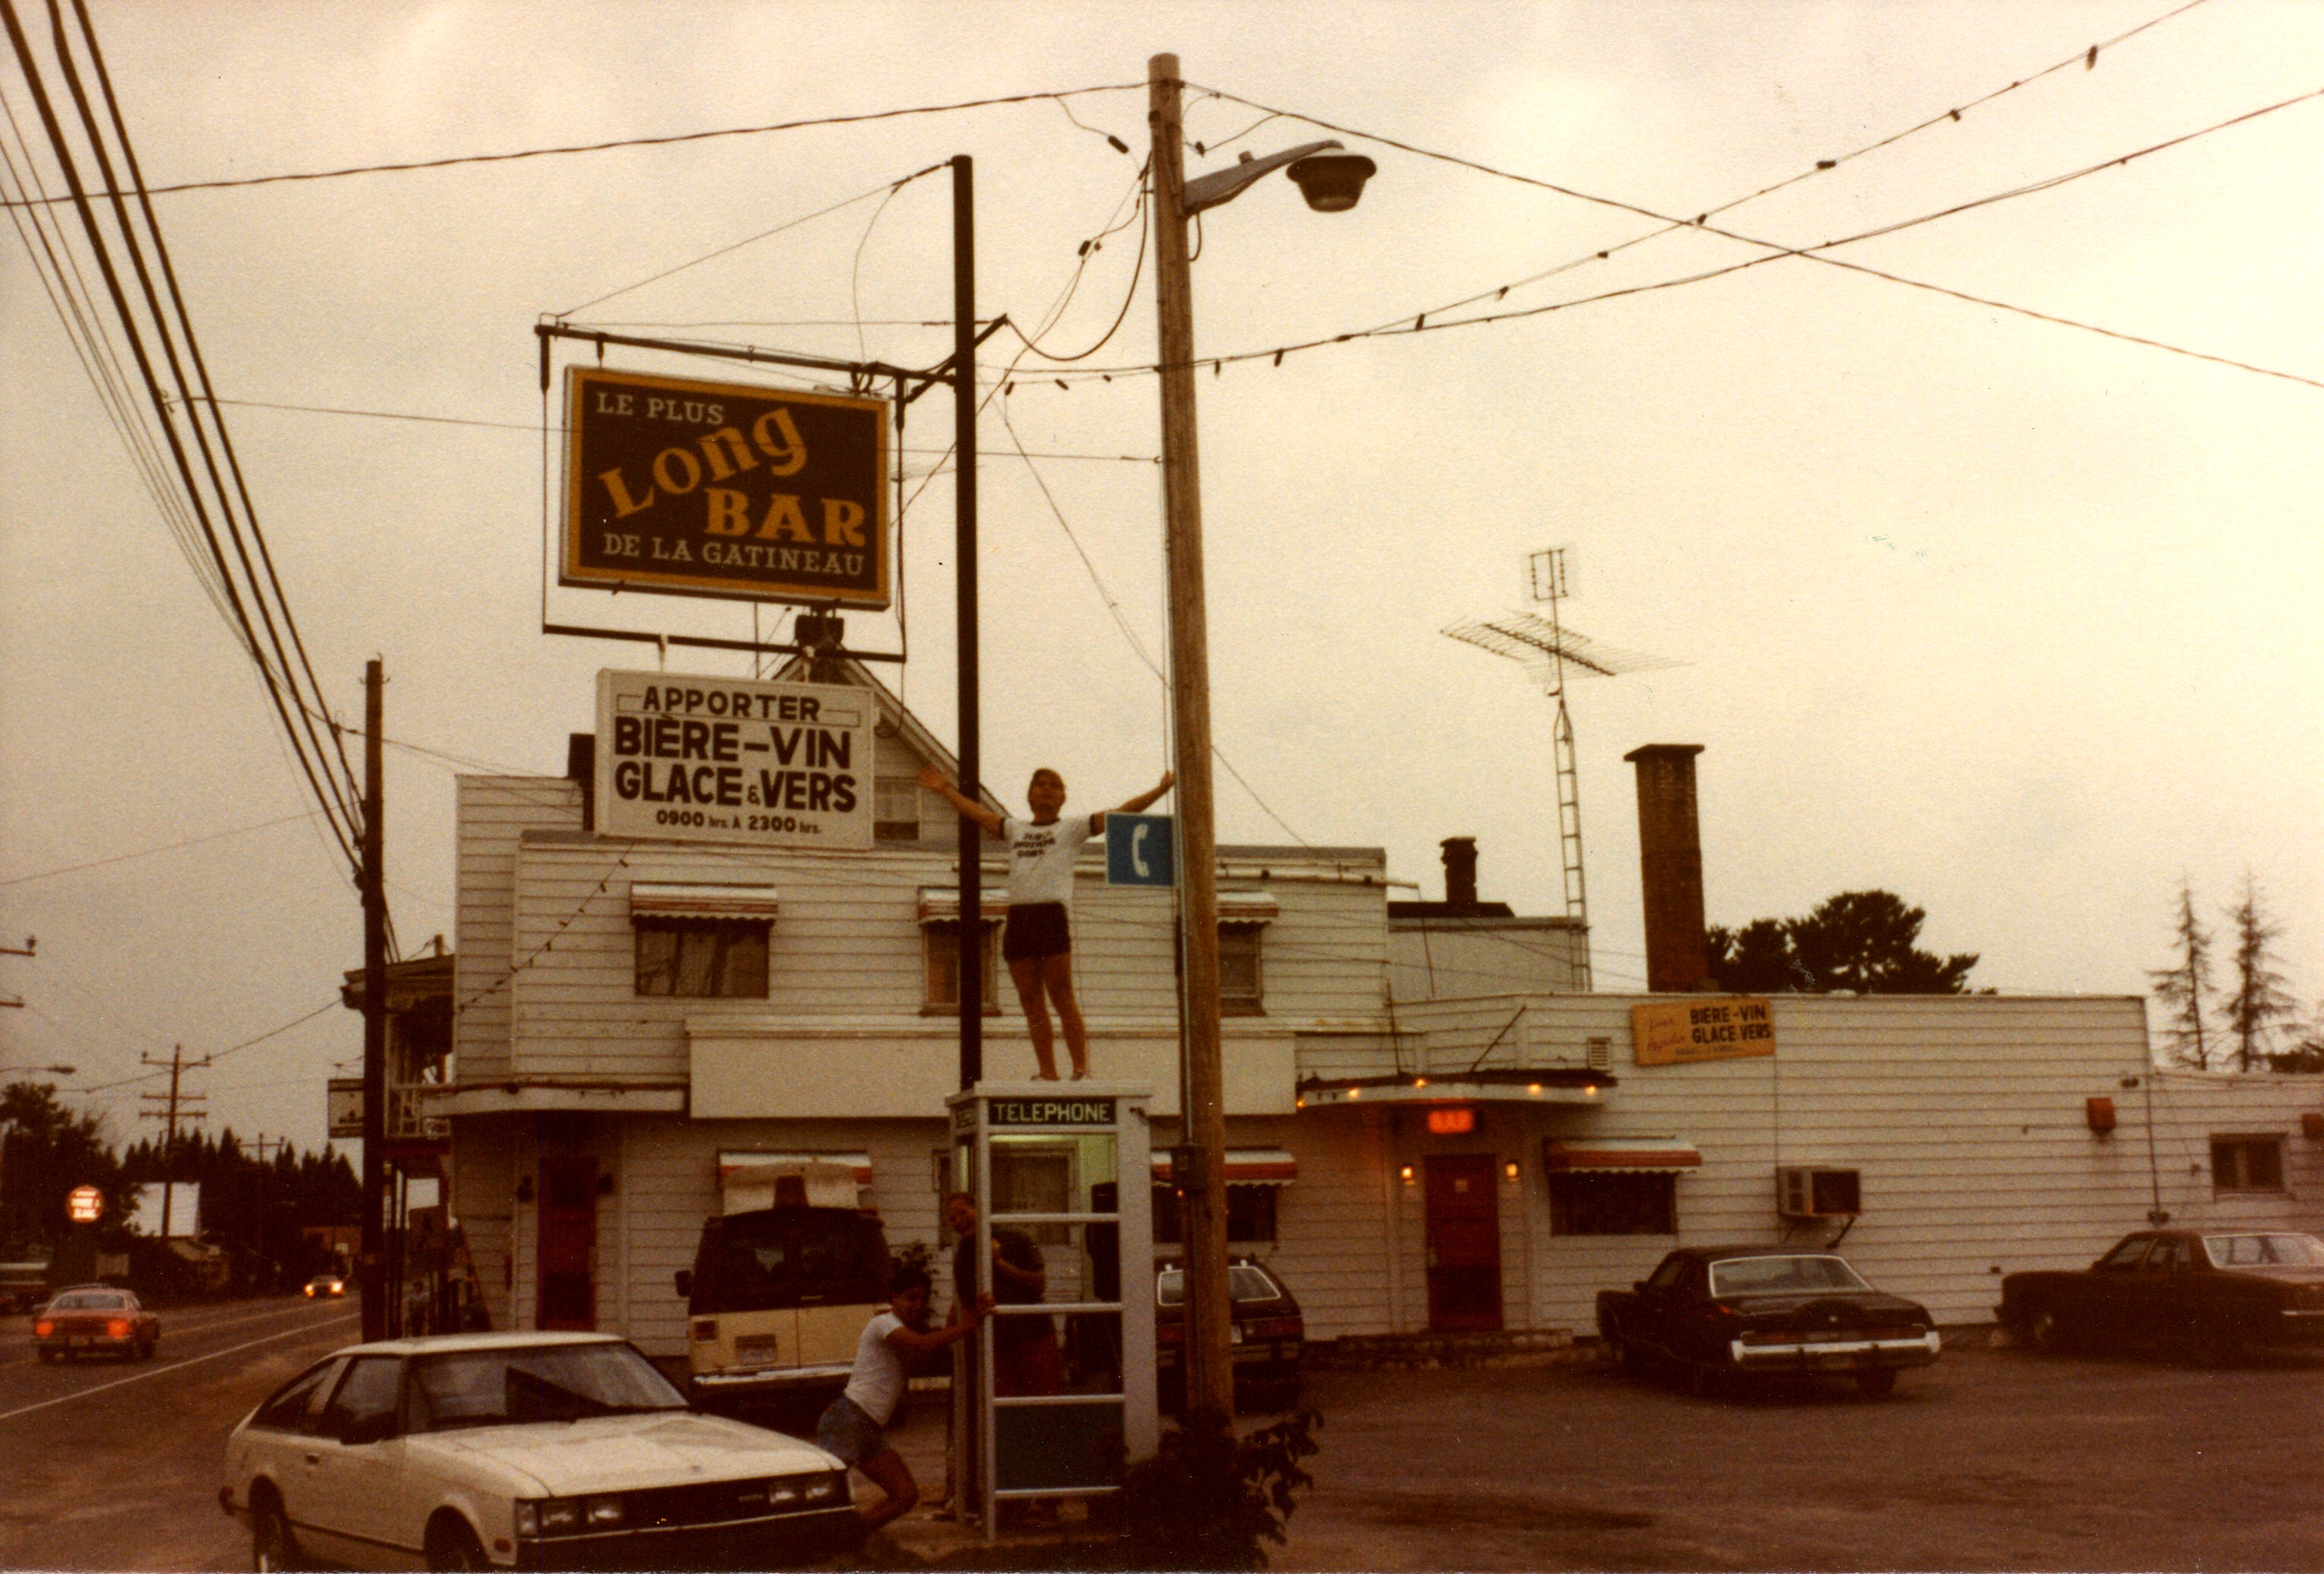 LE PLUS
Long
BAR
DE LA GATINEAU
APPORTER
BIÈRE-VIN
GLACE & VERS
0900 hrs. A 2300 hrs.
TELEPHONE
BAR
BIÈRE-VIN
GLACE VERS
TOYOTA